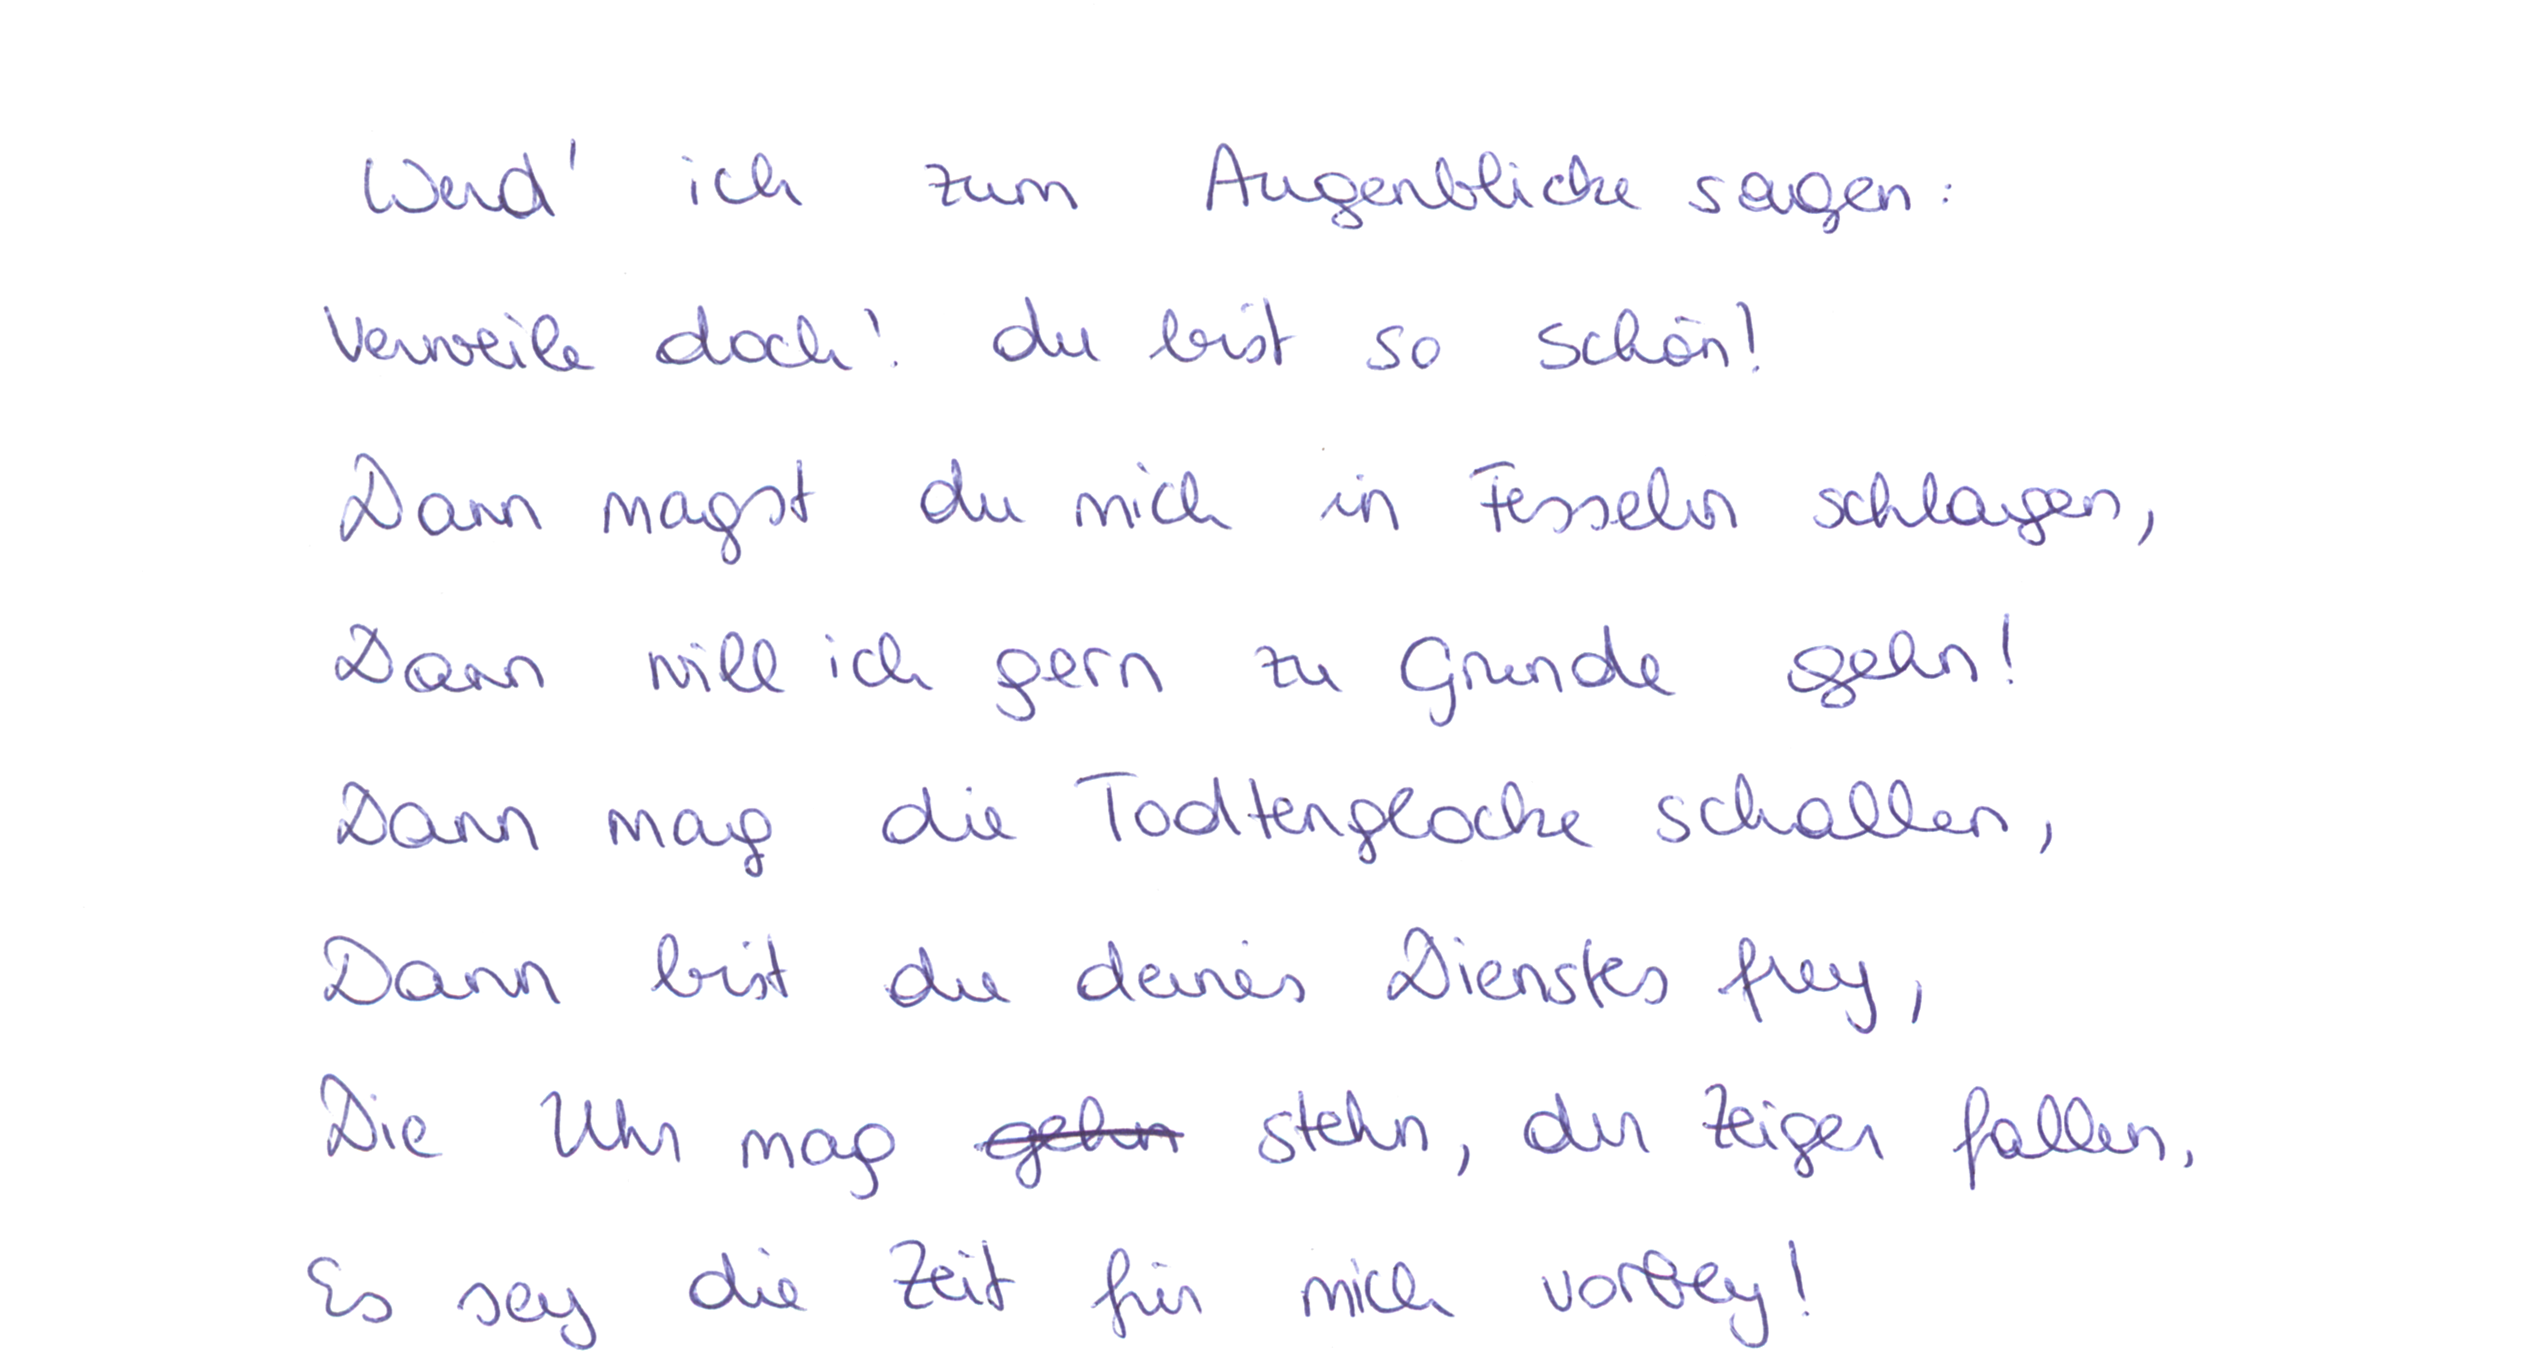 Werd' ich zum Augenblicke sagen:
Verweile doch! du bist so schön!
Dann magst du mich in Fesseln schlagen,
Dann will ich gern zu Grunde gehn!
Dann mag die Todtenglocke schallen,
Dann bist du deines Dienstes frey,
Die Uhr mag gehn stehn, der Zeiger fallen,
Es sey die Zeit für mich vorbey!